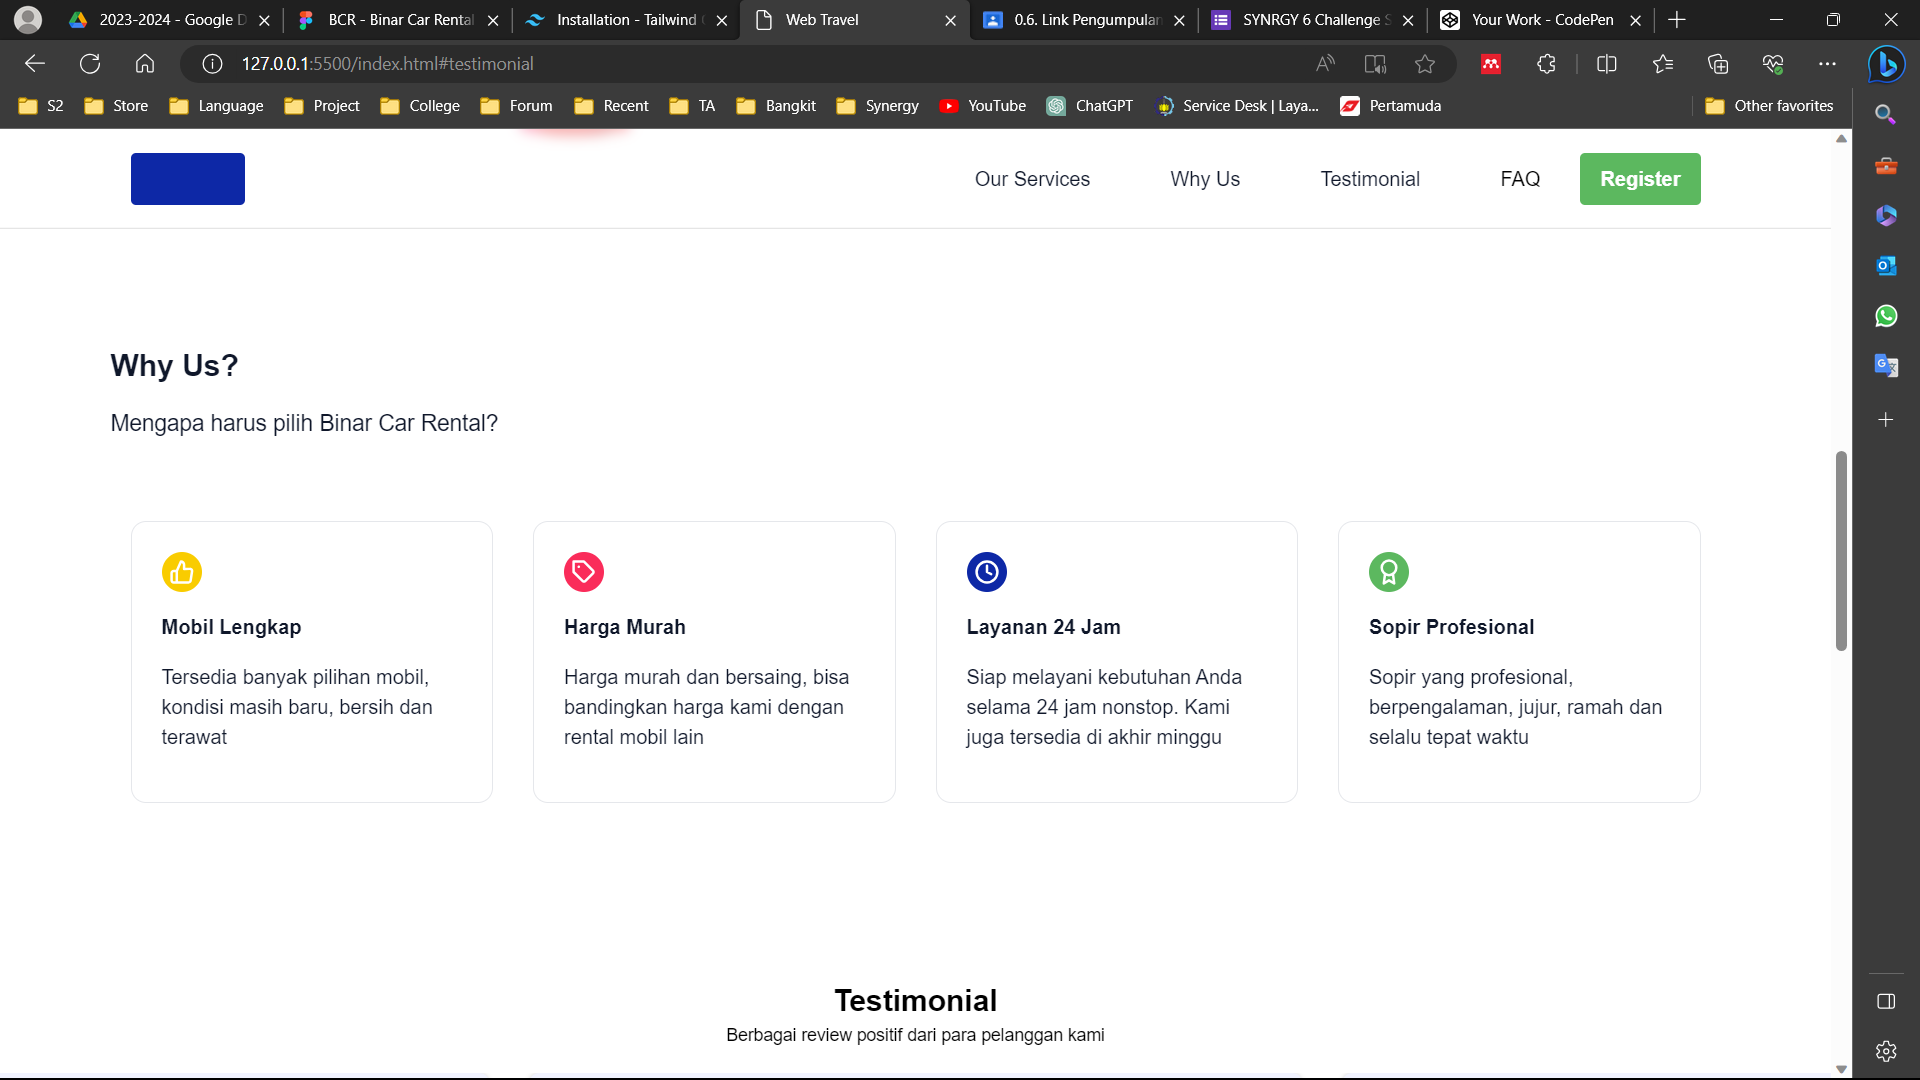 2023-2024 - Google D
BCR - Binar Car Rental
Installation - Tailwind
Web Travel
0.6. Link Pengumpulan
SYNRGY 6 Challenge
Your Work - CodePen
127.0.0.1:5500/index.html#testimonial
S2 Store Language Project College Forum Recent TA Bangkit Synergy YouTube ChatGPT Service Desk | Laya... Pertamuda Other favorites
Our Services Why Us Testimonial FAQ Register
Why Us?
Mengapa harus pilih Binar Car Rental?
Mobil Lengkap
Tersedia banyak pilihan mobil,
kondisi masih baru, bersih dan
terawat
Harga Murah
Harga murah dan bersaing, bisa
bandingkan harga kami dengan
rental mobil lain
Layanan 24 Jam
Siap melayani kebutuhan Anda
selama 24 jam nonstop. Kami
juga tersedia di akhir minggu
Sopir Profesional
Sopir yang profesional,
berpengalaman, jujur, ramah dan
selalu tepat waktu
Testimonial
Berbagai review positif dari para pelanggan kami